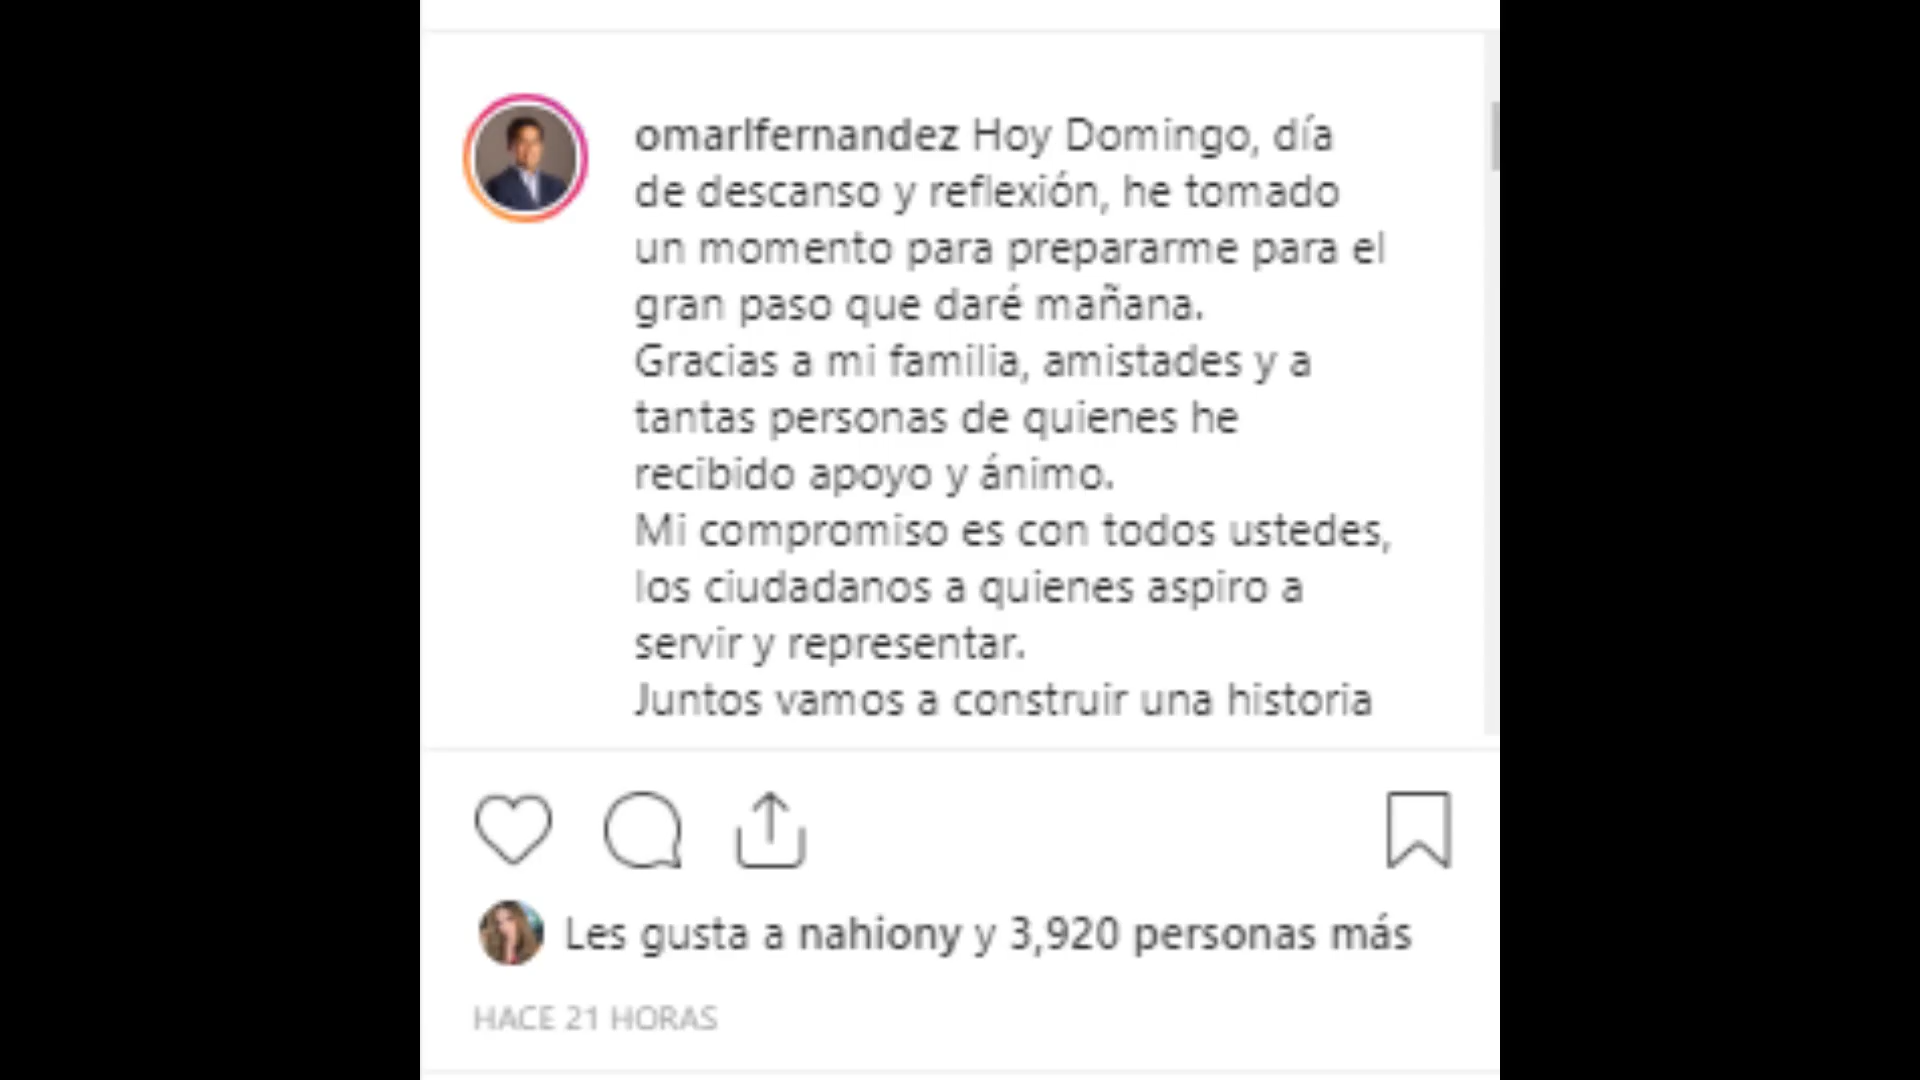 omarlfernandez Hoy Domingo, día
de descanso y reflexión, he tomado
un momento para prepararme para el
gran paso que daré mañana.
Gracias a mi familia, amistades y a
tantas personas de quienes he
recibido apoyo y ánimo.
Mi compromiso es con todos ustedes,
los ciudadanos a quienes aspiro a
servir y representar.
Juntos vamos a construir una historia
Les gusta a nahiony y 3,920 personas más
HACE 21 HORAS